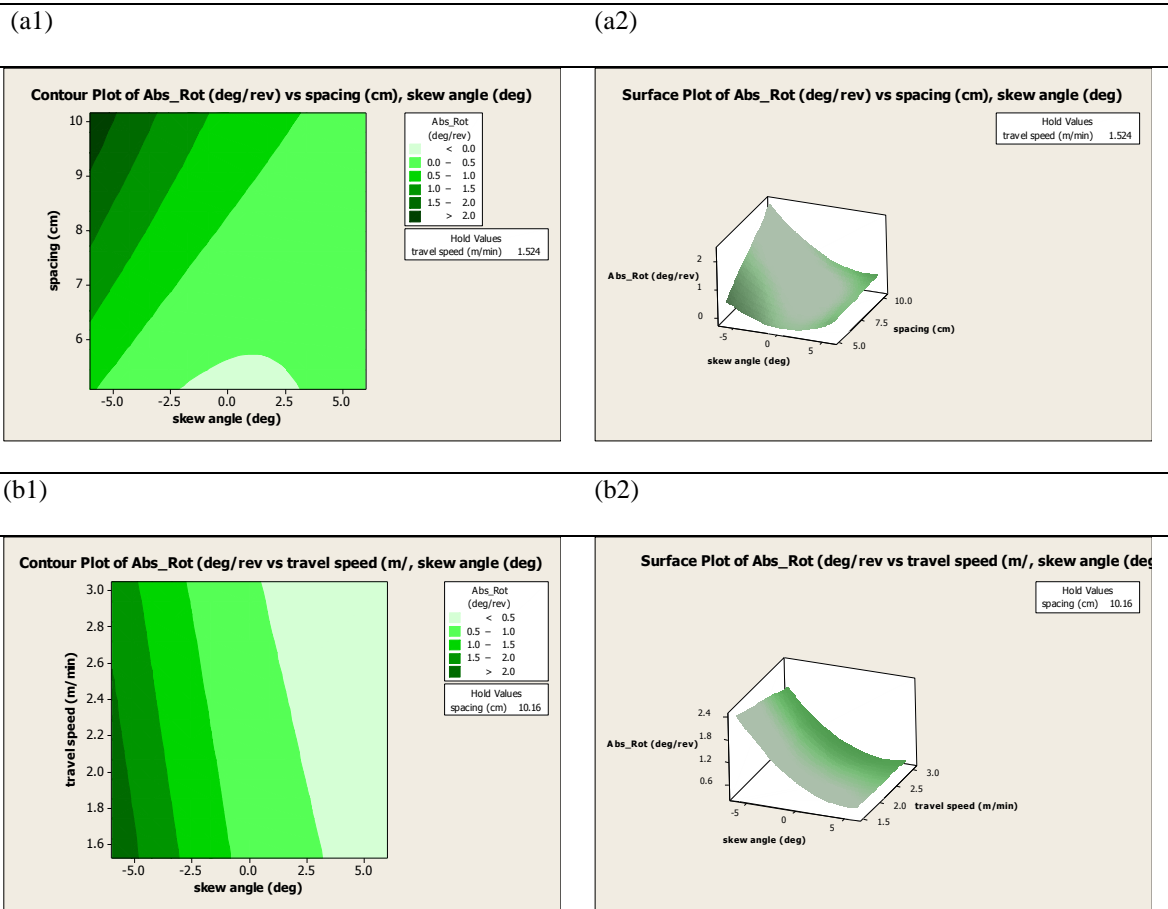 (a1)
(a2)
Contour Plot of Abs_Rot (deg/rev) vs spacing (cm), skew angle (deg)
Abs_Rot
(deg/rev)
< 0.0
0.0 – 0.5
0.5 – 1.0
1.0 – 1.5
1.5 – 2.0
> 2.0
Hold Values
travel speed (m/min) 1.524
spacing (cm)
10
9
8
7
6
-5.0 -2.5 0.0 2.5 5.0
skew angle (deg)
Surface Plot of Abs_Rot (deg/rev) vs spacing (cm), skew angle (deg)
Hold Values
travel speed (m/min) 1.524
Abs_Rot (deg/rev)
2
1
0
-5 0 5
skew angle (deg)
10.0
7.5
5.0
spacing (cm)
(b1)
(b2)
Contour Plot of Abs_Rot (deg/rev vs travel speed (m/, skew angle (deg)
Abs_Rot
(deg/rev)
< 0.5
0.5 – 1.0
1.0 – 1.5
1.5 – 2.0
> 2.0
Hold Values
spacing (cm) 10.16
travel speed (m/min)
3.0
2.8
2.6
2.4
2.2
2.0
1.8
1.6
-5.0 -2.5 0.0 2.5 5.0
skew angle (deg)
Surface Plot of Abs_Rot (deg/rev vs travel speed (m/, skew angle (deg
Hold Values
spacing (cm) 10.16
Abs_Rot (deg/rev)
2.4
1.8
1.2
0.6
-5 0 5
skew angle (deg)
3.0
2.5
2.0
1.5
travel speed (m/min)